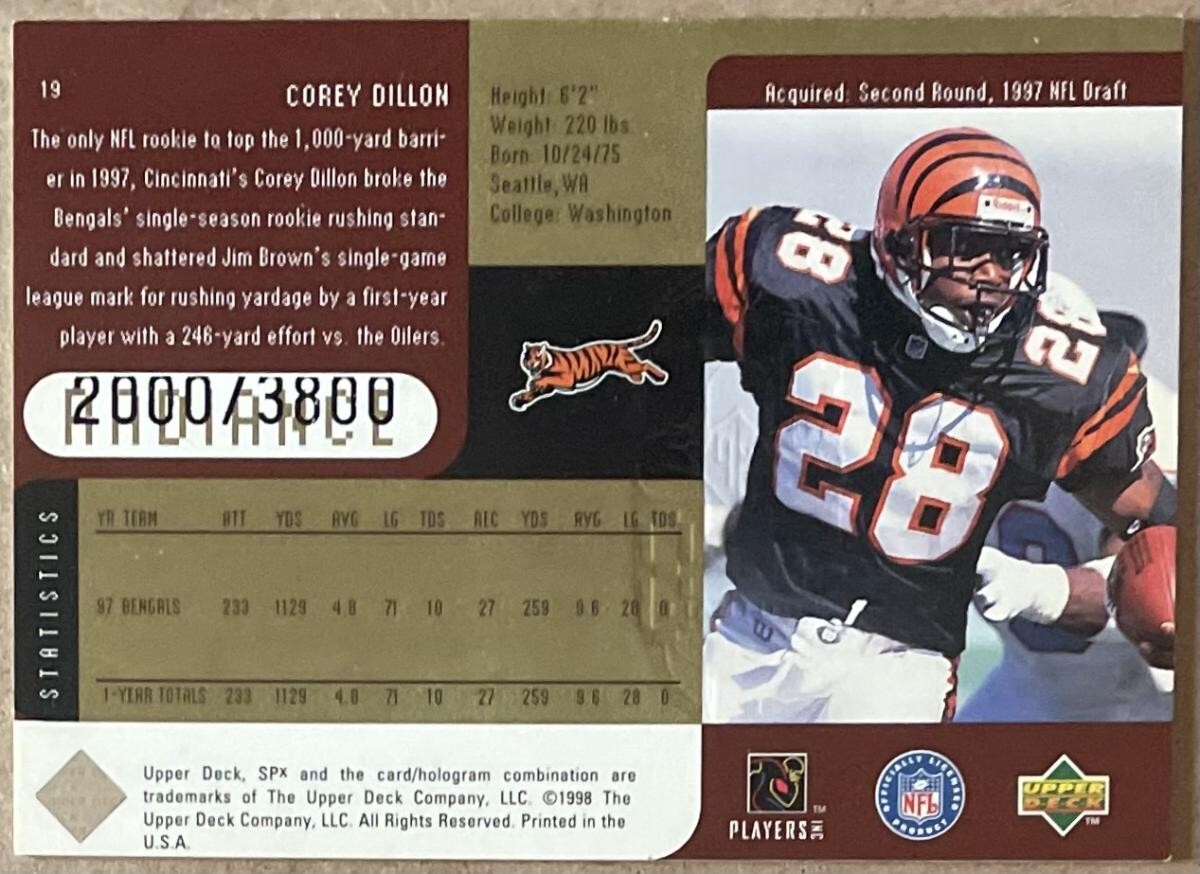 19
COREY DILLON
The only NFL rookie to top the 1,000-yard barri-
er in 1997, Cincinnati's Corey Dillon broke the
Bengals' single-season rookie rushing stan-
dard and shattered Jim Brown's single-game
league mark for rushing yardage by a first-year
player with a 246-yard effort vs. the Oilers.
2000/3800
RADIANCE
Height: 6'2"
Weight: 220 lbs.
Born: 10/24/75
Seattle, WA
College: Washington
Acquired: Second Round, 1997 NFL Draft
Riddell
28
28
28
STATISTICS
YR TEAM ATT YDS AVG LG TDS REC YDS AVG LG TDS
97 BENGALS 233 1129 4.8 71 10 27 259 9.6 28 0
1-YEAR TOTALS 233 1129 4.8 71 10 27 259 9.6 28 0
Upper Deck, SPx and the card/hologram combination are
trademarks of The Upper Deck Company, LLC. ©1998 The
Upper Deck Company, LLC. All Rights Reserved. Printed in the
U.S.A.
PLAYERS INC
TM
OFFICIALLY LICENSED
NFL
PRODUCT
UPPER
DECK
TM